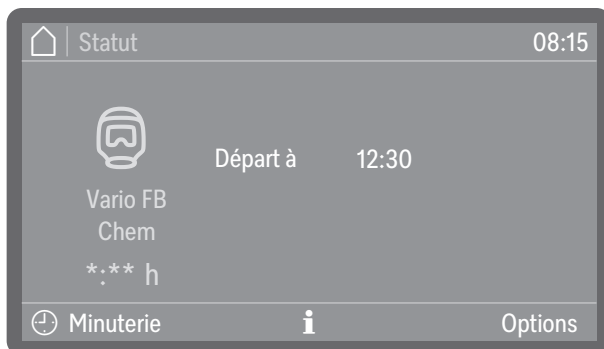 Statut 08:15
Départ à 12:30
Vario FB
Chem
*:** h
Minuterie i Options